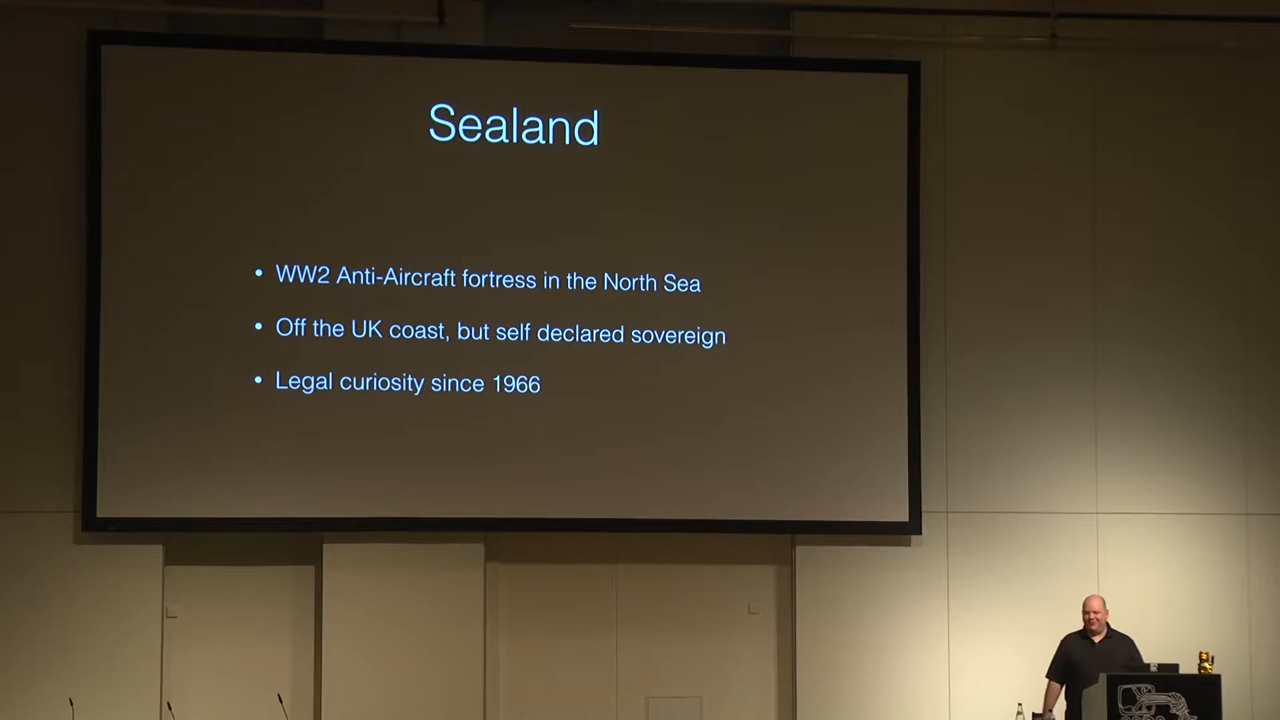 Sealand
• WW2 Anti-Aircraft fortress in the North Sea
• Off the UK coast, but self declared sovereign
• Legal curiosity since 1966